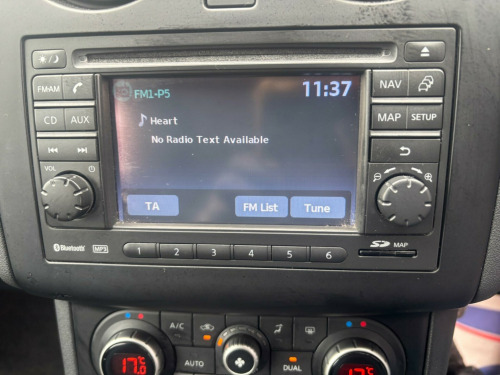 FM1-P5
11:37
Heart
No Radio Text Available
TA
FM List
Tune
FM•AM
CD
AUX
VOL
NAV
MAP
SETUP
Bluetooth
MP3
1
2
3
4
5
6
SD
MAP
A/C
AUTO
DUAL
17.0
17.